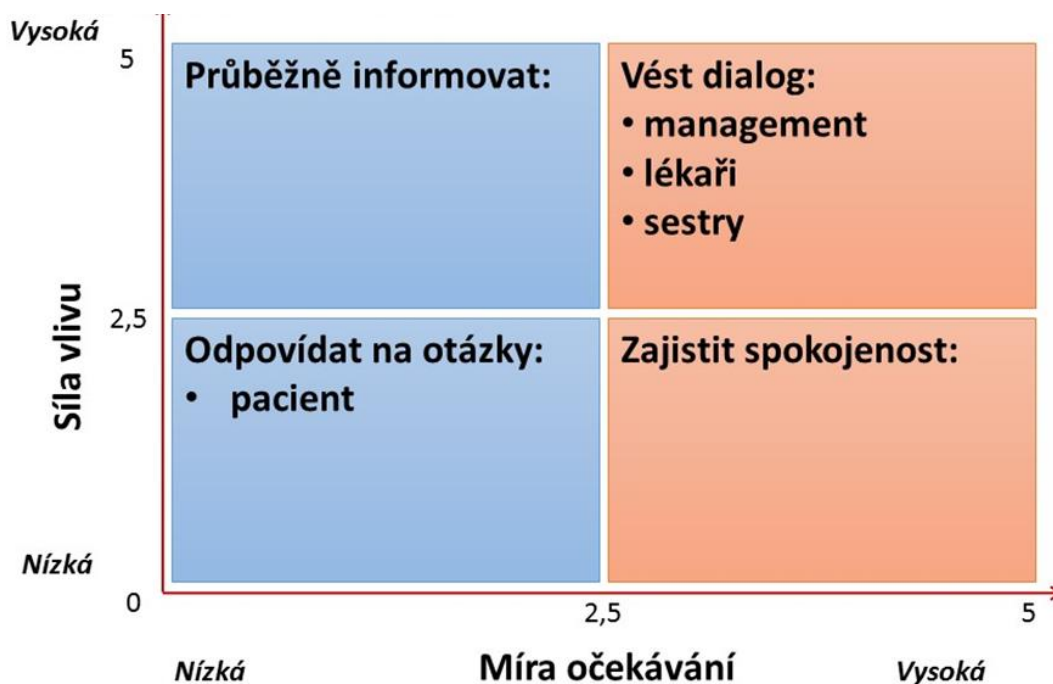 Vysoká
5
Průběžně informovat:
Vést dialog:
• management
• lékaři
• sestry
Síla vlivu
2,5
Odpovídat na otázky:
• pacient
Zajistit spokojenost:
Nízká
0
2,5
5
Nízká
Míra očekávání
Vysoká